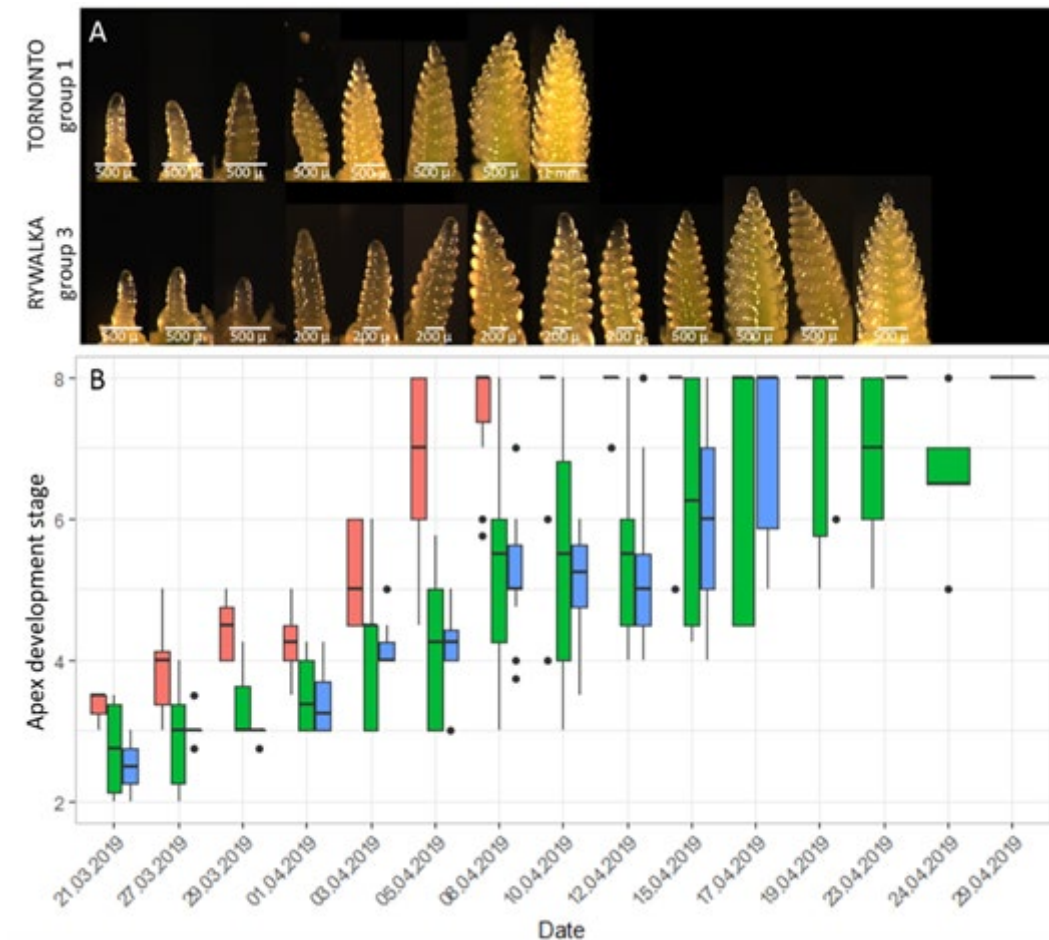 A
TORNONTO
group 1
500 µ
500 µ
500 µ
500 µ
500 µ
500 µ
500 µ
1 mm
RYWALKA
group 3
500 µ
500 µ
500 µ
200 µ
200 µ
200 µ
200 µ
200 µ
200 µ
500 µ
500 µ
500 µ
500 µ
B
Apex development stage
8
6
4
2
21.03.2019
27.03.2019
29.03.2019
01.04.2019
03.04.2019
05.04.2019
08.04.2019
10.04.2019
12.04.2019
15.04.2019
17.04.2019
19.04.2019
23.04.2019
24.04.2019
29.04.2019
Date